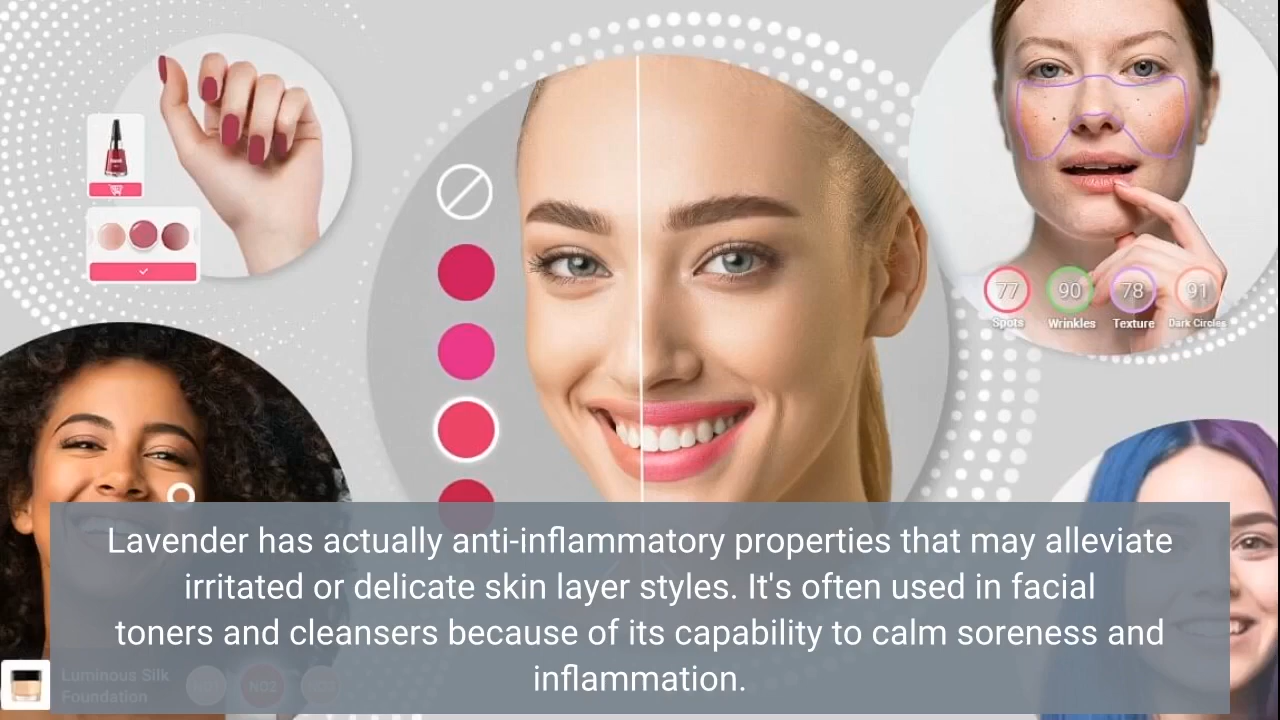 77 90 78 91
Spots Wrinkles Texture Dark Circles
Lavender has actually anti-inflammatory properties that may alleviate
irritated or delicate skin layer styles. It's often used in facial
toners and cleansers because of its capability to calm soreness and
inflammation.
Luminous Silk
Foundation
NO2